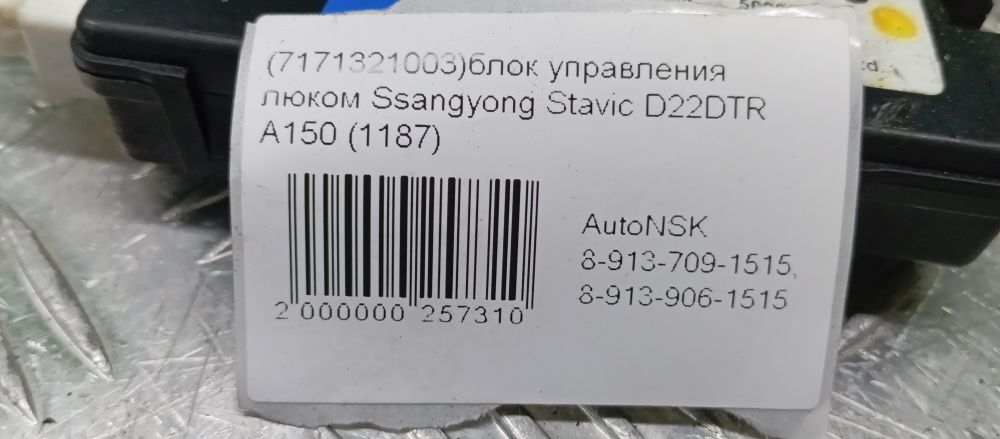 (7171321003)блок управления
люком Ssangyong Stavic D22DTR
A150 (1187)
AutoNSK
8-913-709-1515,
8-913-906-1515
2 000000 257310